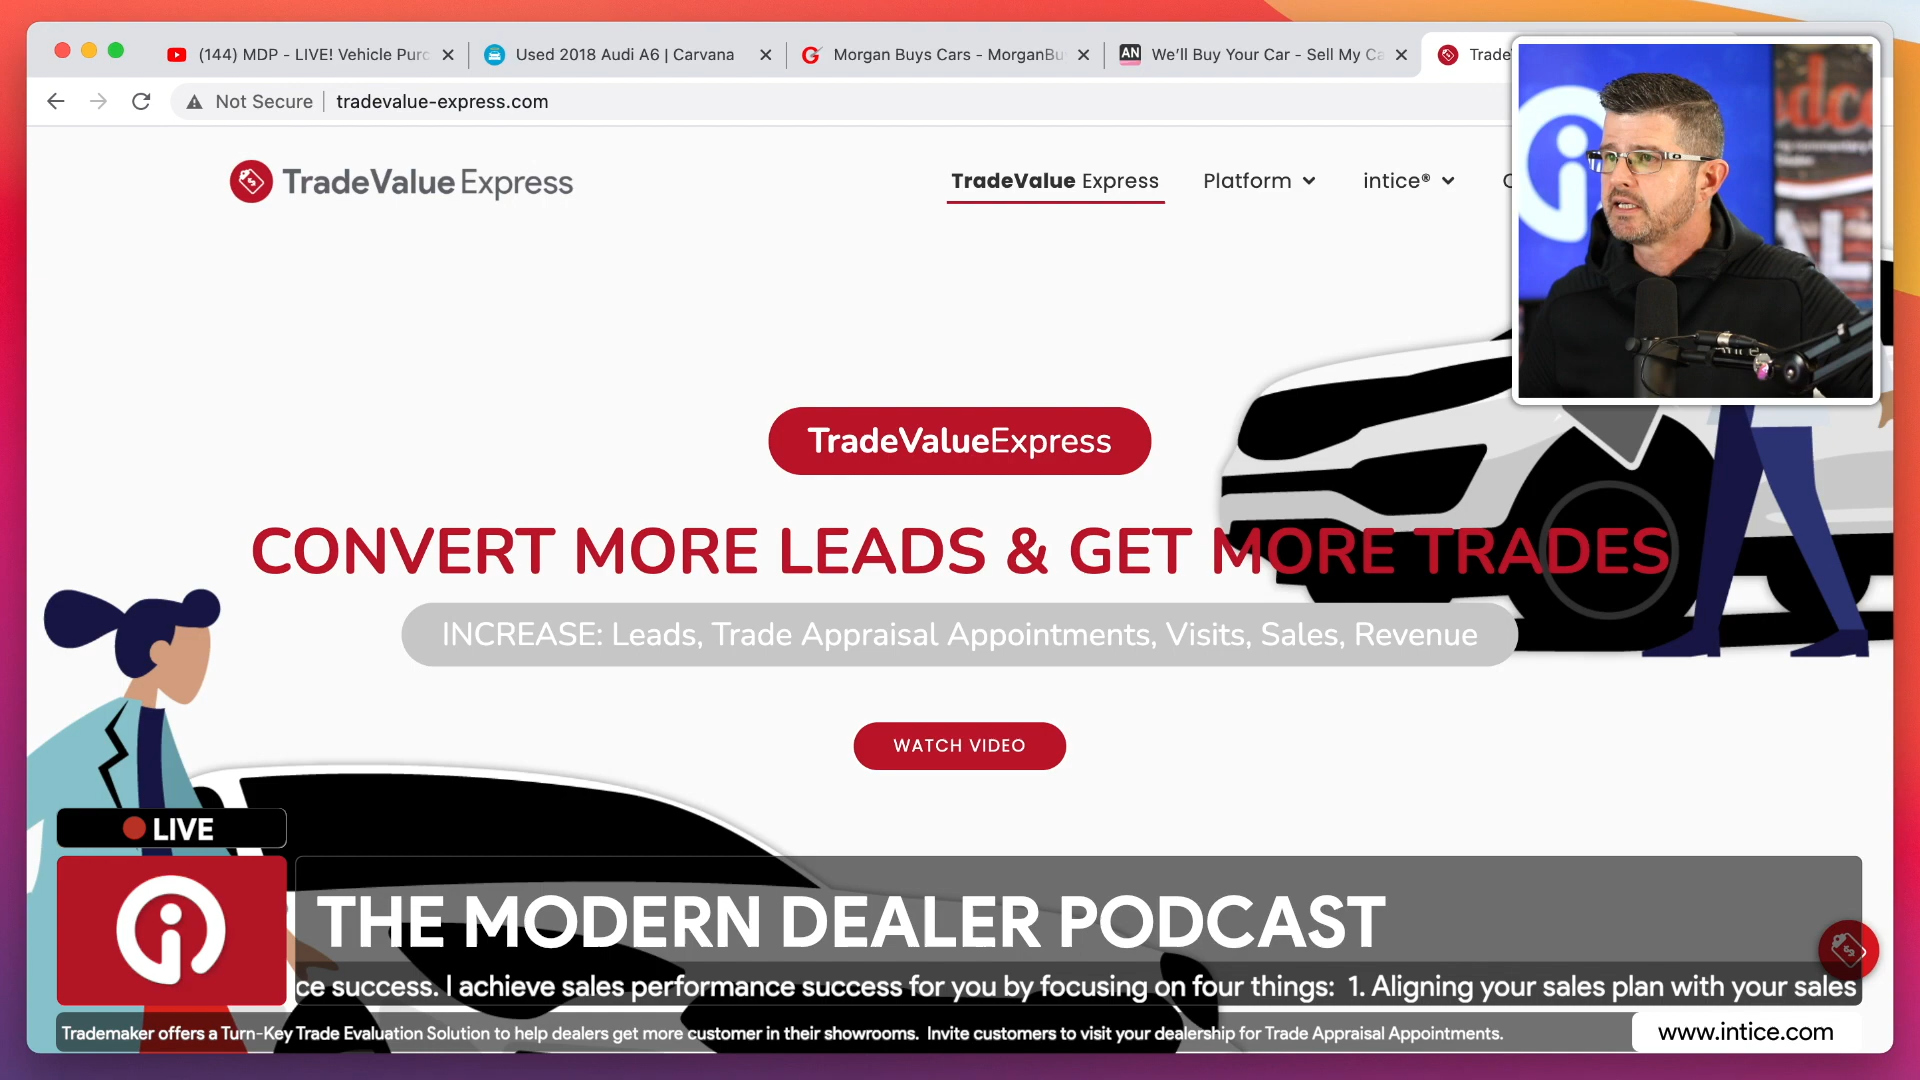 (144) MDP - LIVE! Vehicle Purc
Used 2018 Audi A6 | Carvana
Morgan Buys Cars - MorganBu
AN
We'll Buy Your Car - Sell My Ca
Trade
Not Secure
tradevalue-express.com
TradeValue Express
TradeValue Express
Platform
intice®
TradeValueExpress
CONVERT MORE LEADS & GET MORE TRADES
INCREASE: Leads, Trade Appraisal Appointments, Visits, Sales, Revenue
WATCH VIDEO
LIVE
THE MODERN DEALER PODCAST
ce success. I achieve sales performance success for you by focusing on four things: 1. Aligning your sales plan with your sales
Trademaker offers a Turn-Key Trade Evaluation Solution to help dealers get more customer in their showrooms. Invite customers to visit your dealership for Trade Appraisal Appointments.
www.intice.com